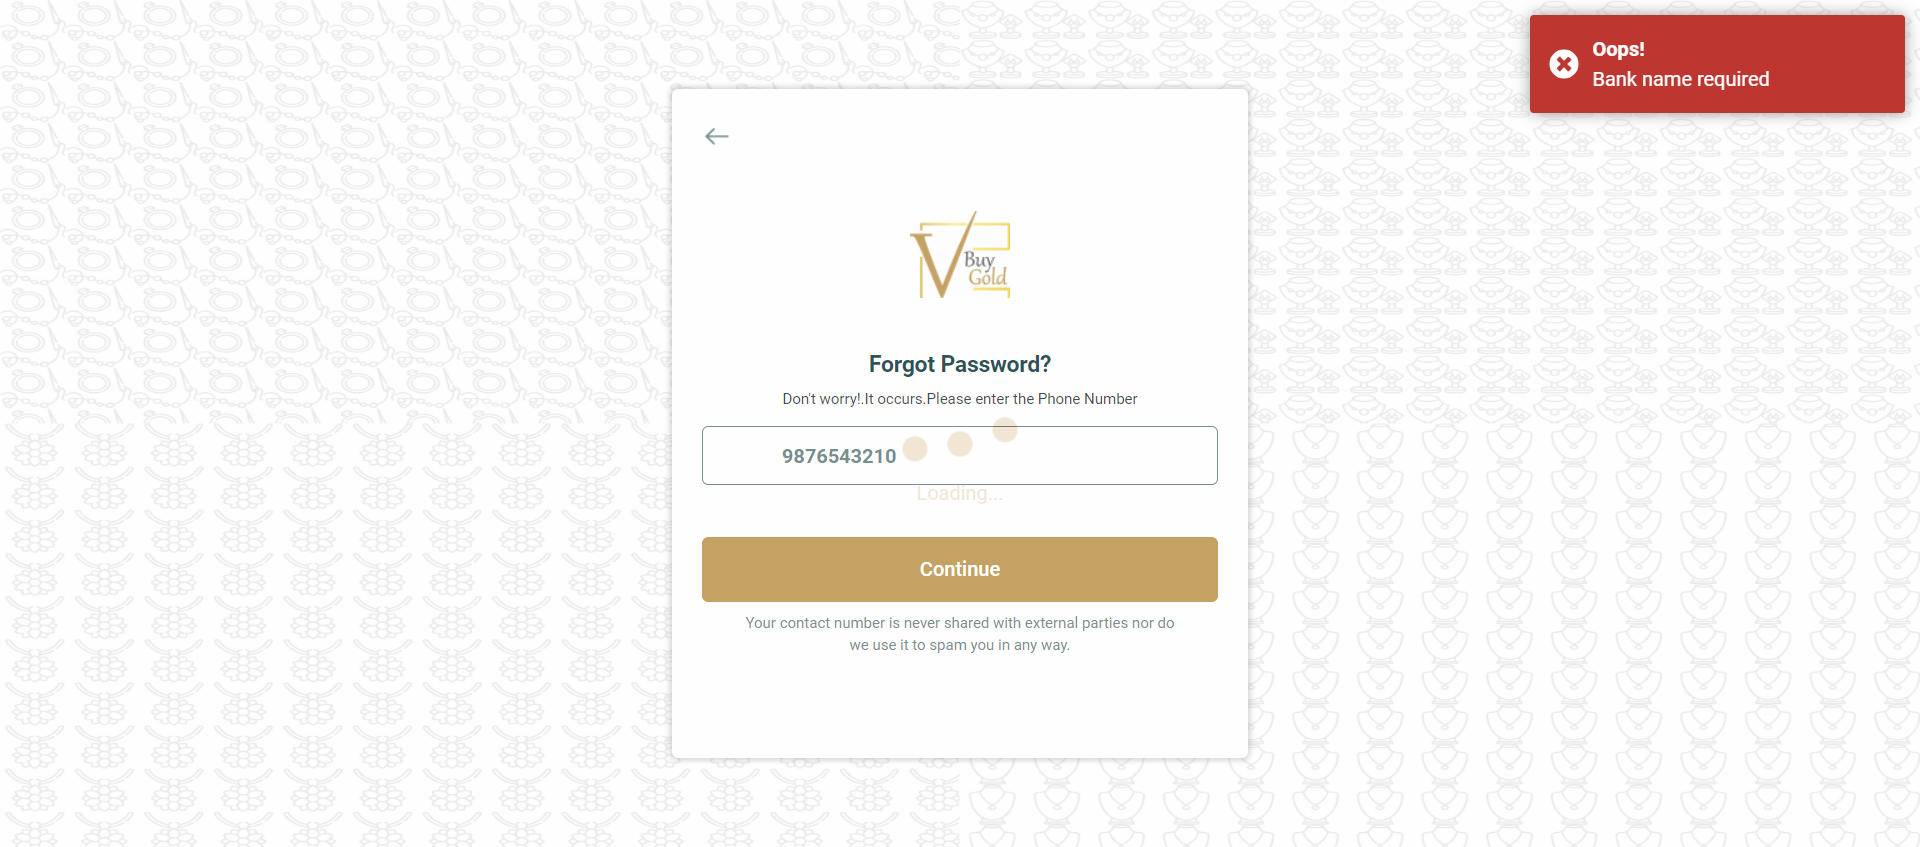 Oops!
Bank name required
V Buy
Gold
Forgot Password?
Don't worry!.It occurs.Please enter the Phone Number
9876543210
Loading...
Continue
Your contact number is never shared with external parties nor do
we use it to spam you in any way.